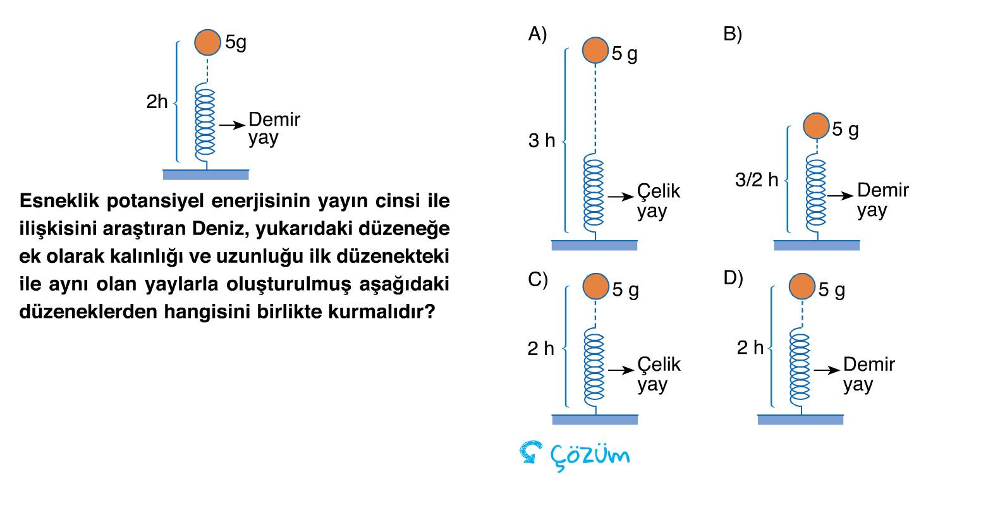 5g
2h
Demir
yay
Esneklik potansiyel enerjisinin yayın cinsi ile
ilişkisini araştıran Deniz, yukarıdaki düzeneğe
ek olarak kalınlığı ve uzunluğu ilk düzenekteki
ile aynı olan yaylarla oluşturulmuş aşağıdaki
düzeneklerden hangisini birlikte kurmalıdır?
A)
5 g
3 h
Çelik
yay
B)
5 g
3/2 h
Demir
yay
C)
5 g
2 h
Çelik
yay
D)
5 g
2 h
Demir
yay
Çözüm